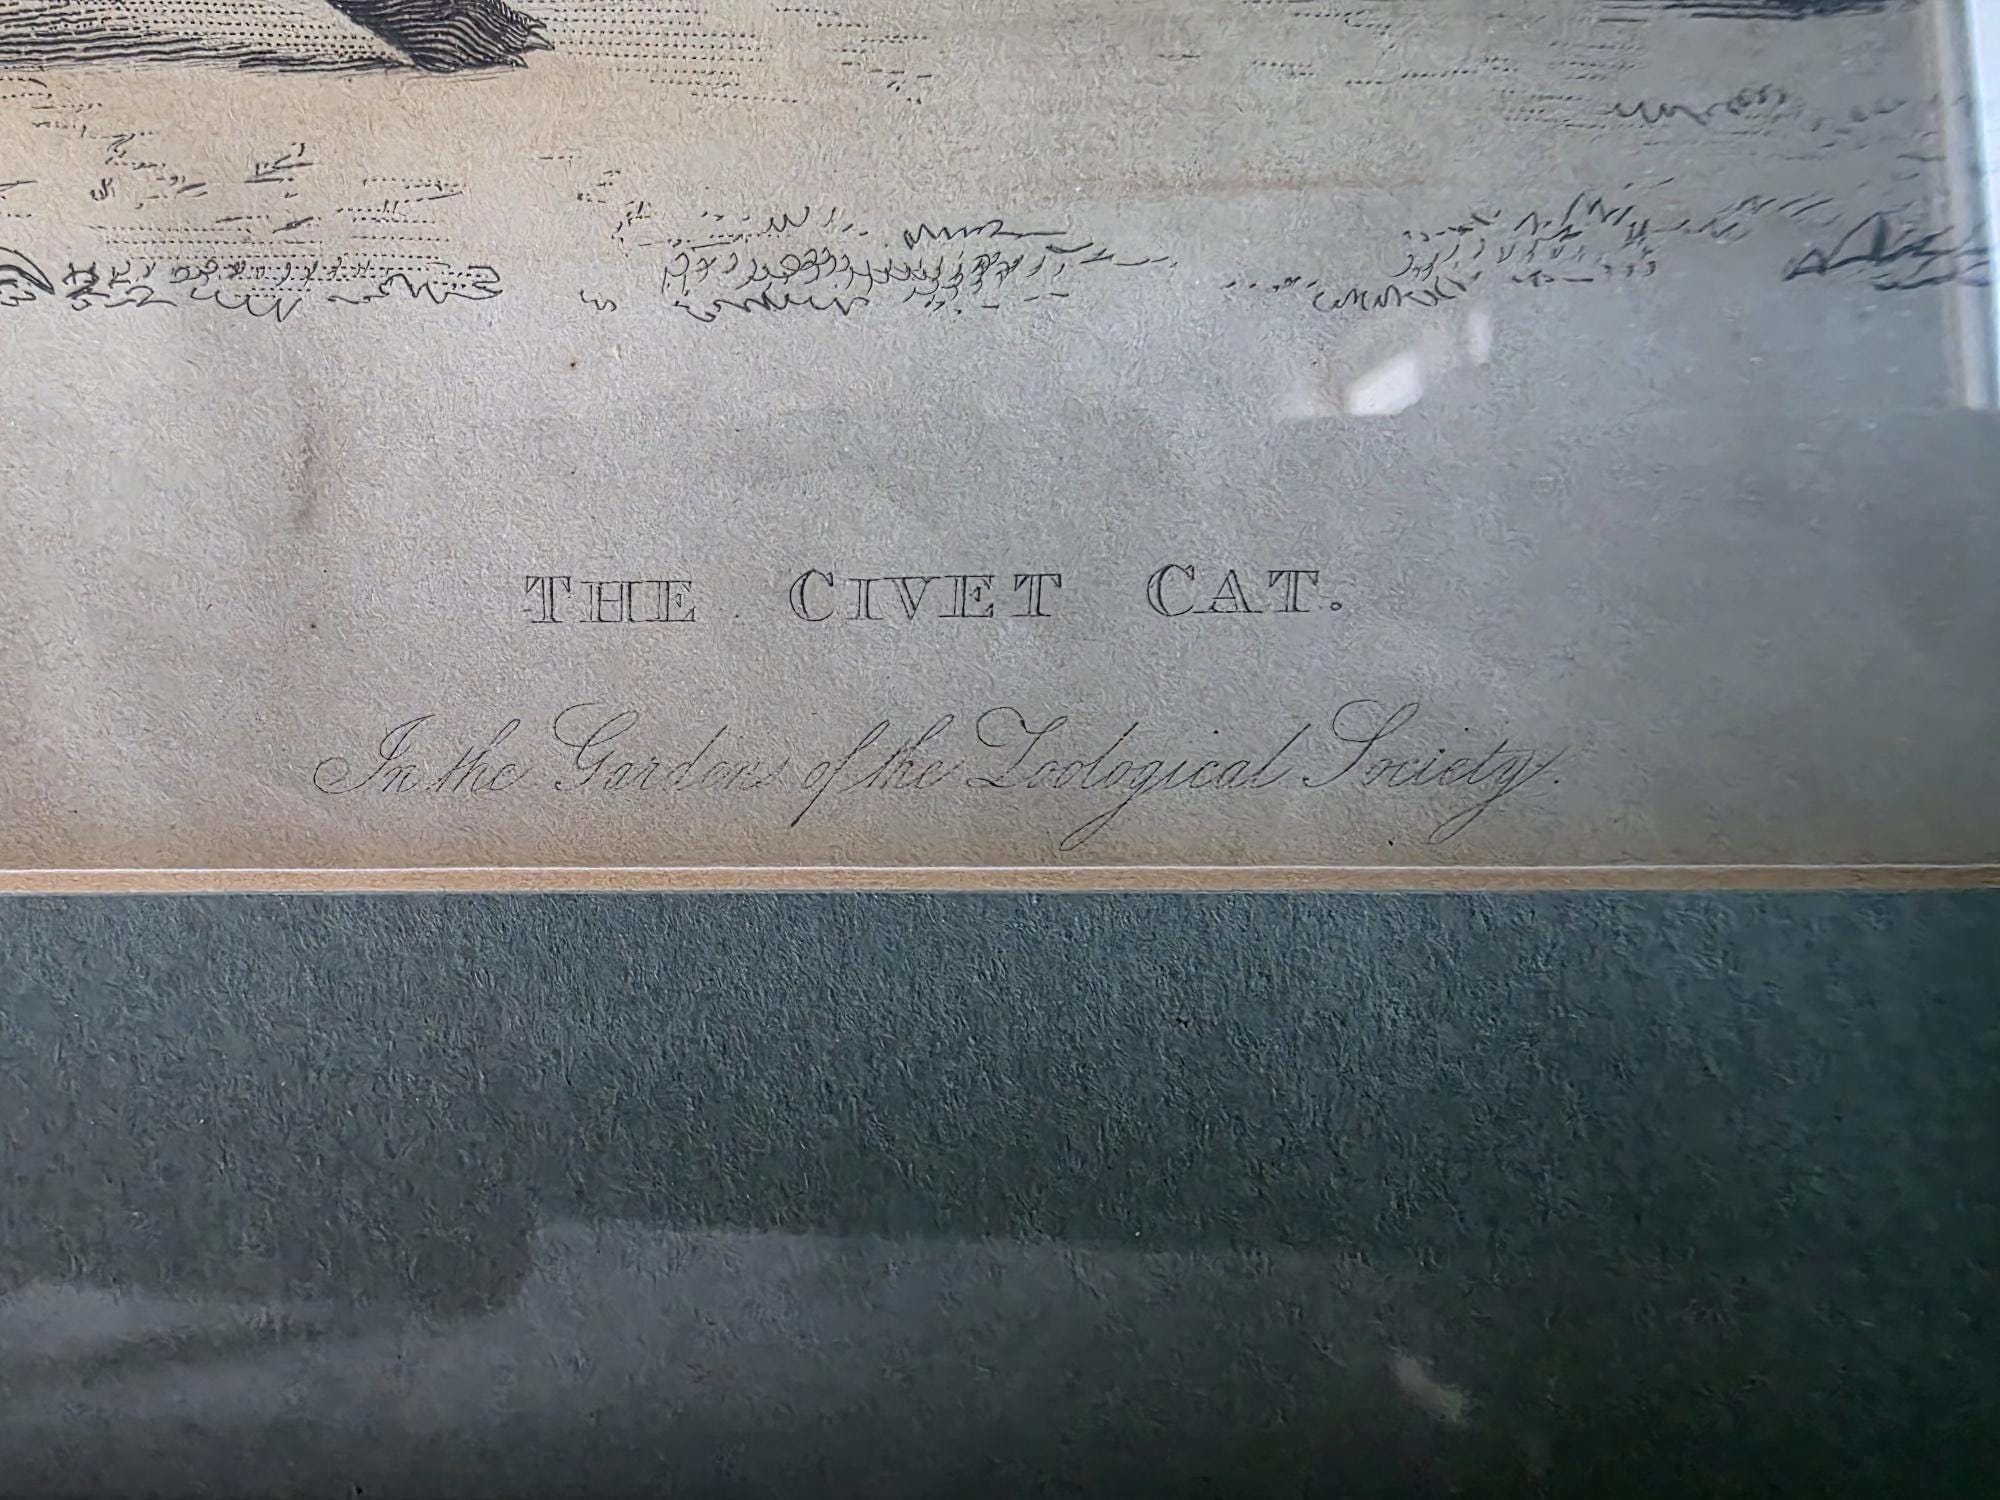 THE CIVET CAT.
In the Gardens of the Zoological Society.